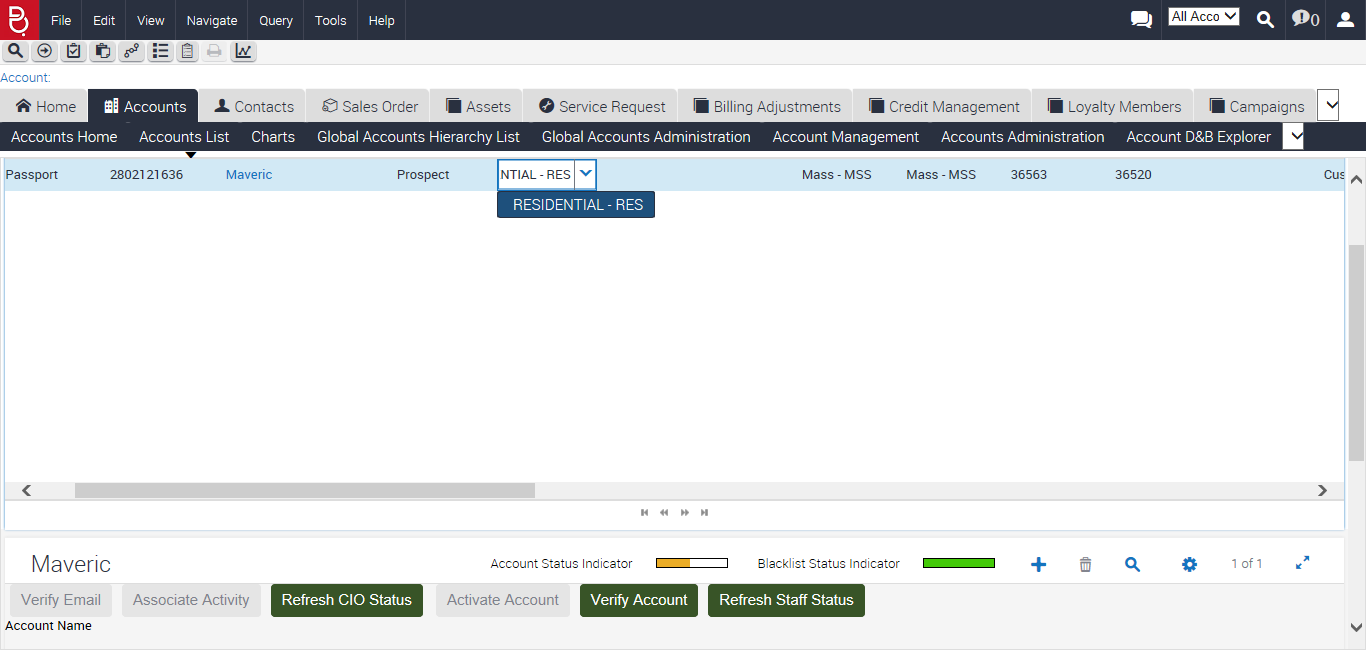 File Edit View Navigate Query Tools Help All Acco 0
Account:
Home Accounts Contacts Sales Order Assets Service Request Billing Adjustments Credit Management Loyalty Members Campaigns
Accounts Home Accounts List Charts Global Accounts Hierarchy List Global Accounts Administration Account Management Accounts Administration Account D&B Explorer
Passport 2802121636 Maveric Prospect NTIAL - RES Mass - MSS Mass - MSS 36563 36520 Cus
RESIDENTIAL - RES
Maveric Account Status Indicator Blacklist Status Indicator 1 of 1
Verify Email Associate Activity Refresh CIO Status Activate Account Verify Account Refresh Staff Status
Account Name